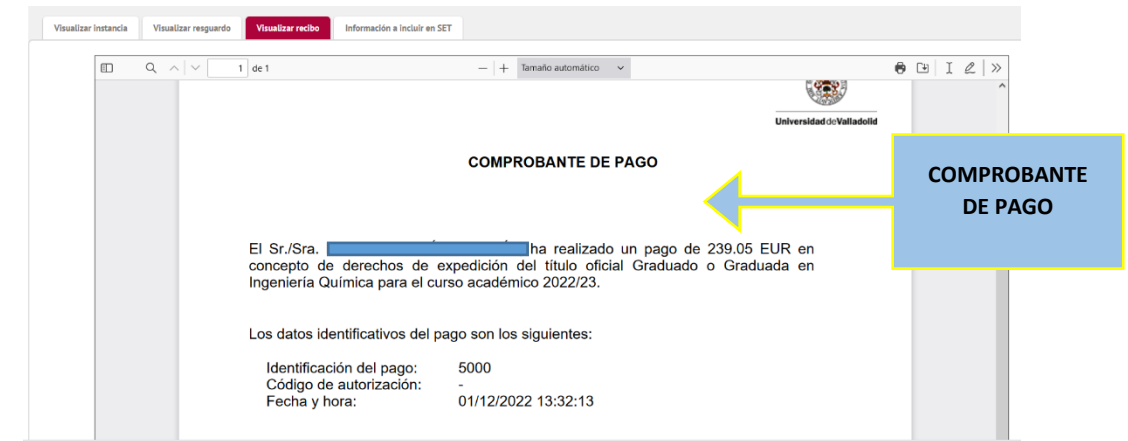 Visualizar instancia Visualizar resguardo Visualizar recibo Información a incluir en SET
1 de 1 Tamaño automático
Universidad de Valladolid
COMPROBANTE DE PAGO
COMPROBANTE
DE PAGO
El Sr./Sra. ha realizado un pago de 239.05 EUR en
concepto de derechos de expedición del título oficial Graduado o Graduada en
Ingeniería Química para el curso académico 2022/23.
Los datos identificativos del pago son los siguientes:
Identificación del pago: 5000
Código de autorización: -
Fecha y hora: 01/12/2022 13:32:13